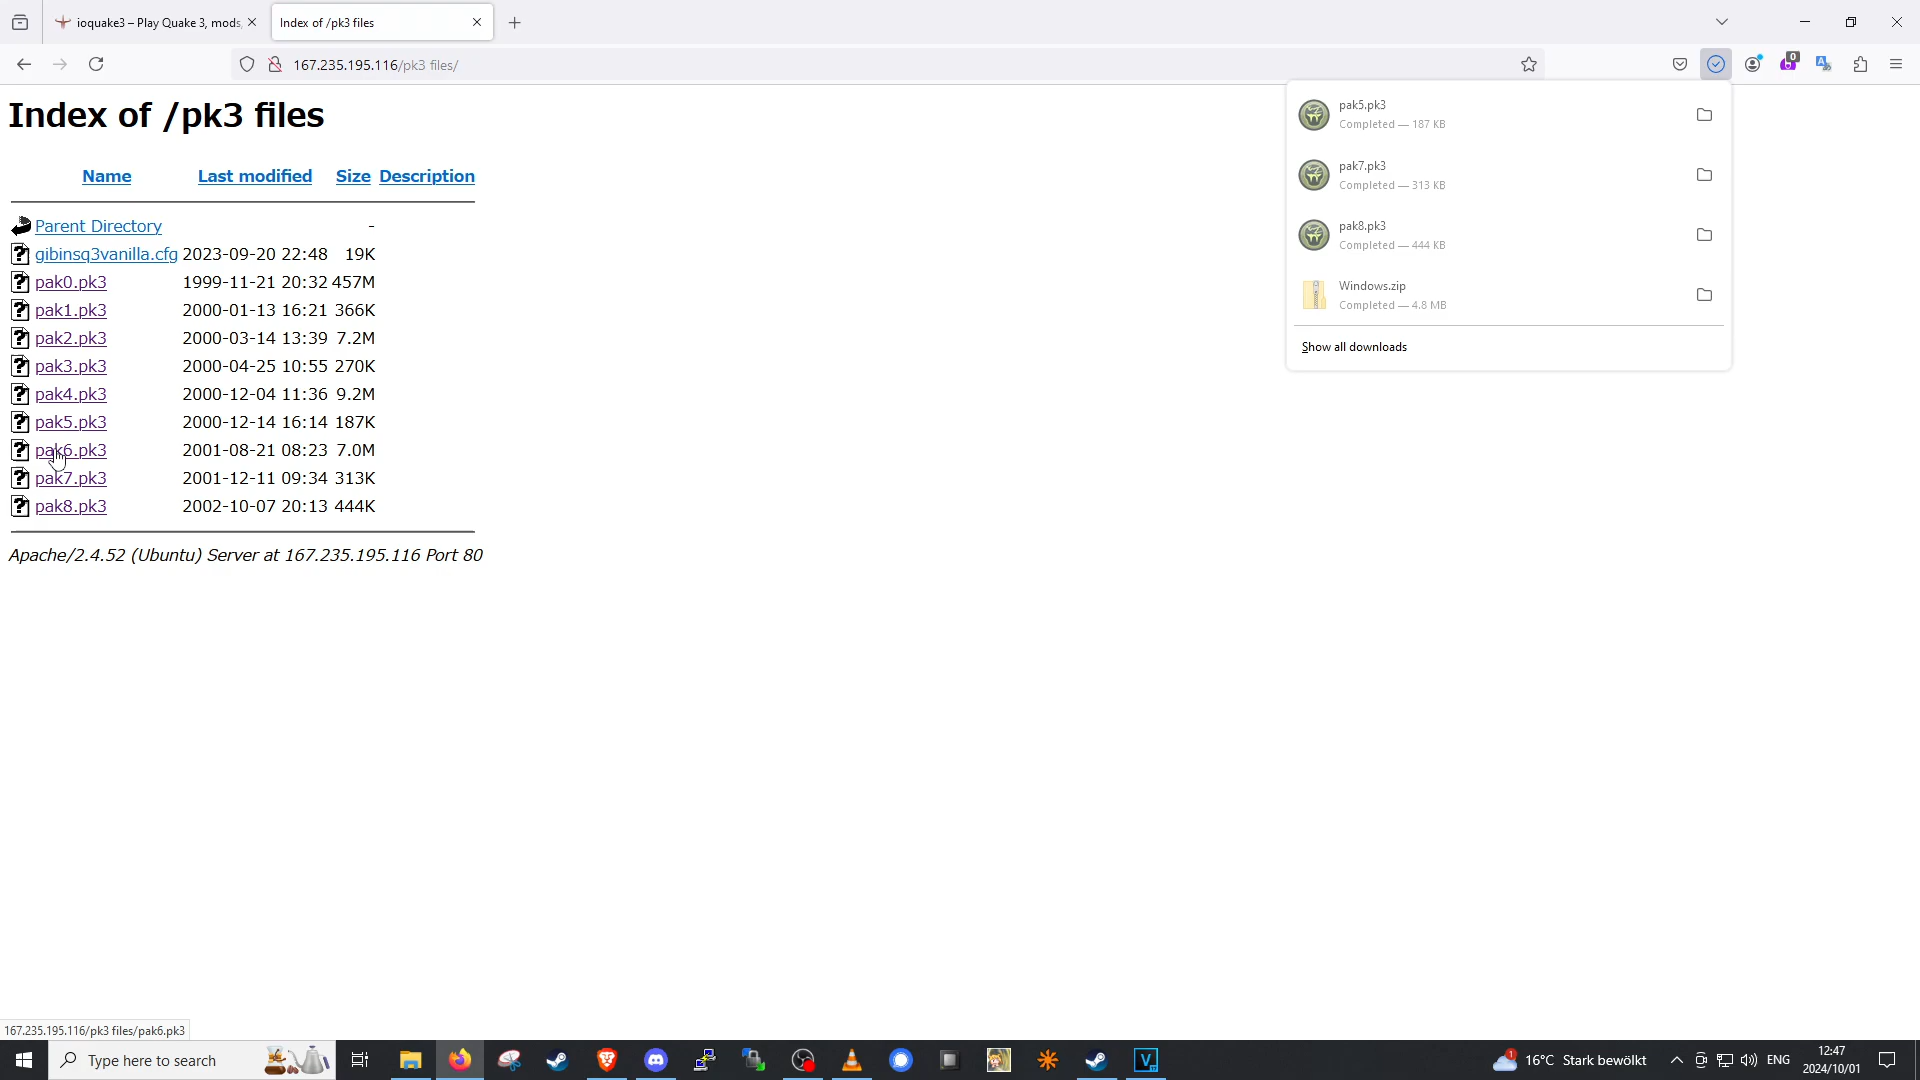 ioquake3 – Play Quake 3, mods,
Index of /pk3 files
167.235.195.116/pk3 files/
0
Index of /pk3 files
Name Last modified Size Description
Parent Directory -
gibinsq3vanilla.cfg 2023-09-20 22:48 19K
pak0.pk3 1999-11-21 20:32 457M
pak1.pk3 2000-01-13 16:21 366K
pak2.pk3 2000-03-14 13:39 7.2M
pak3.pk3 2000-04-25 10:55 270K
pak4.pk3 2000-12-04 11:36 9.2M
pak5.pk3 2000-12-14 16:14 187K
pak6.pk3 2001-08-21 08:23 7.0M
pak7.pk3 2001-12-11 09:34 313K
pak8.pk3 2002-10-07 20:13 444K
Apache/2.4.52 (Ubuntu) Server at 167.235.195.116 Port 80
pak5.pk3
Completed — 187 KB
pak7.pk3
Completed — 313 KB
pak8.pk3
Completed — 444 KB
Windows.zip
Completed — 4.8 MB
Show all downloads
167.235.195.116/pk3 files/pak6.pk3
Type here to search
1
16°C Stark bewölkt
ENG
12:47
2024/10/01